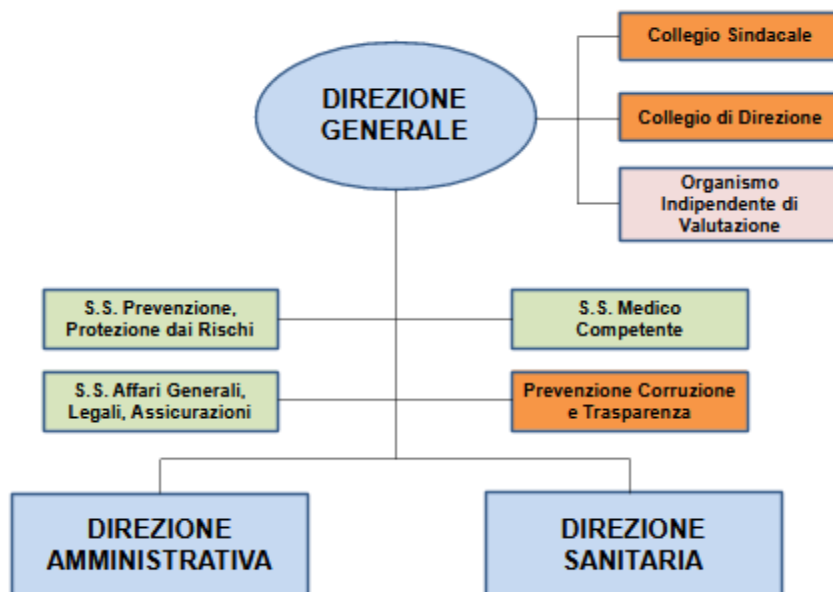 Collegio Sindacale
DIREZIONE
GENERALE
Collegio di Direzione
Organismo
Indipendente di
Valutazione
S.S. Prevenzione,
Protezione dai Rischi
S.S. Medico
Competente
S.S. Affari Generali,
Legali, Assicurazioni
Prevenzione Corruzione
e Trasparenza
DIREZIONE
AMMINISTRATIVA
DIREZIONE
SANITARIA